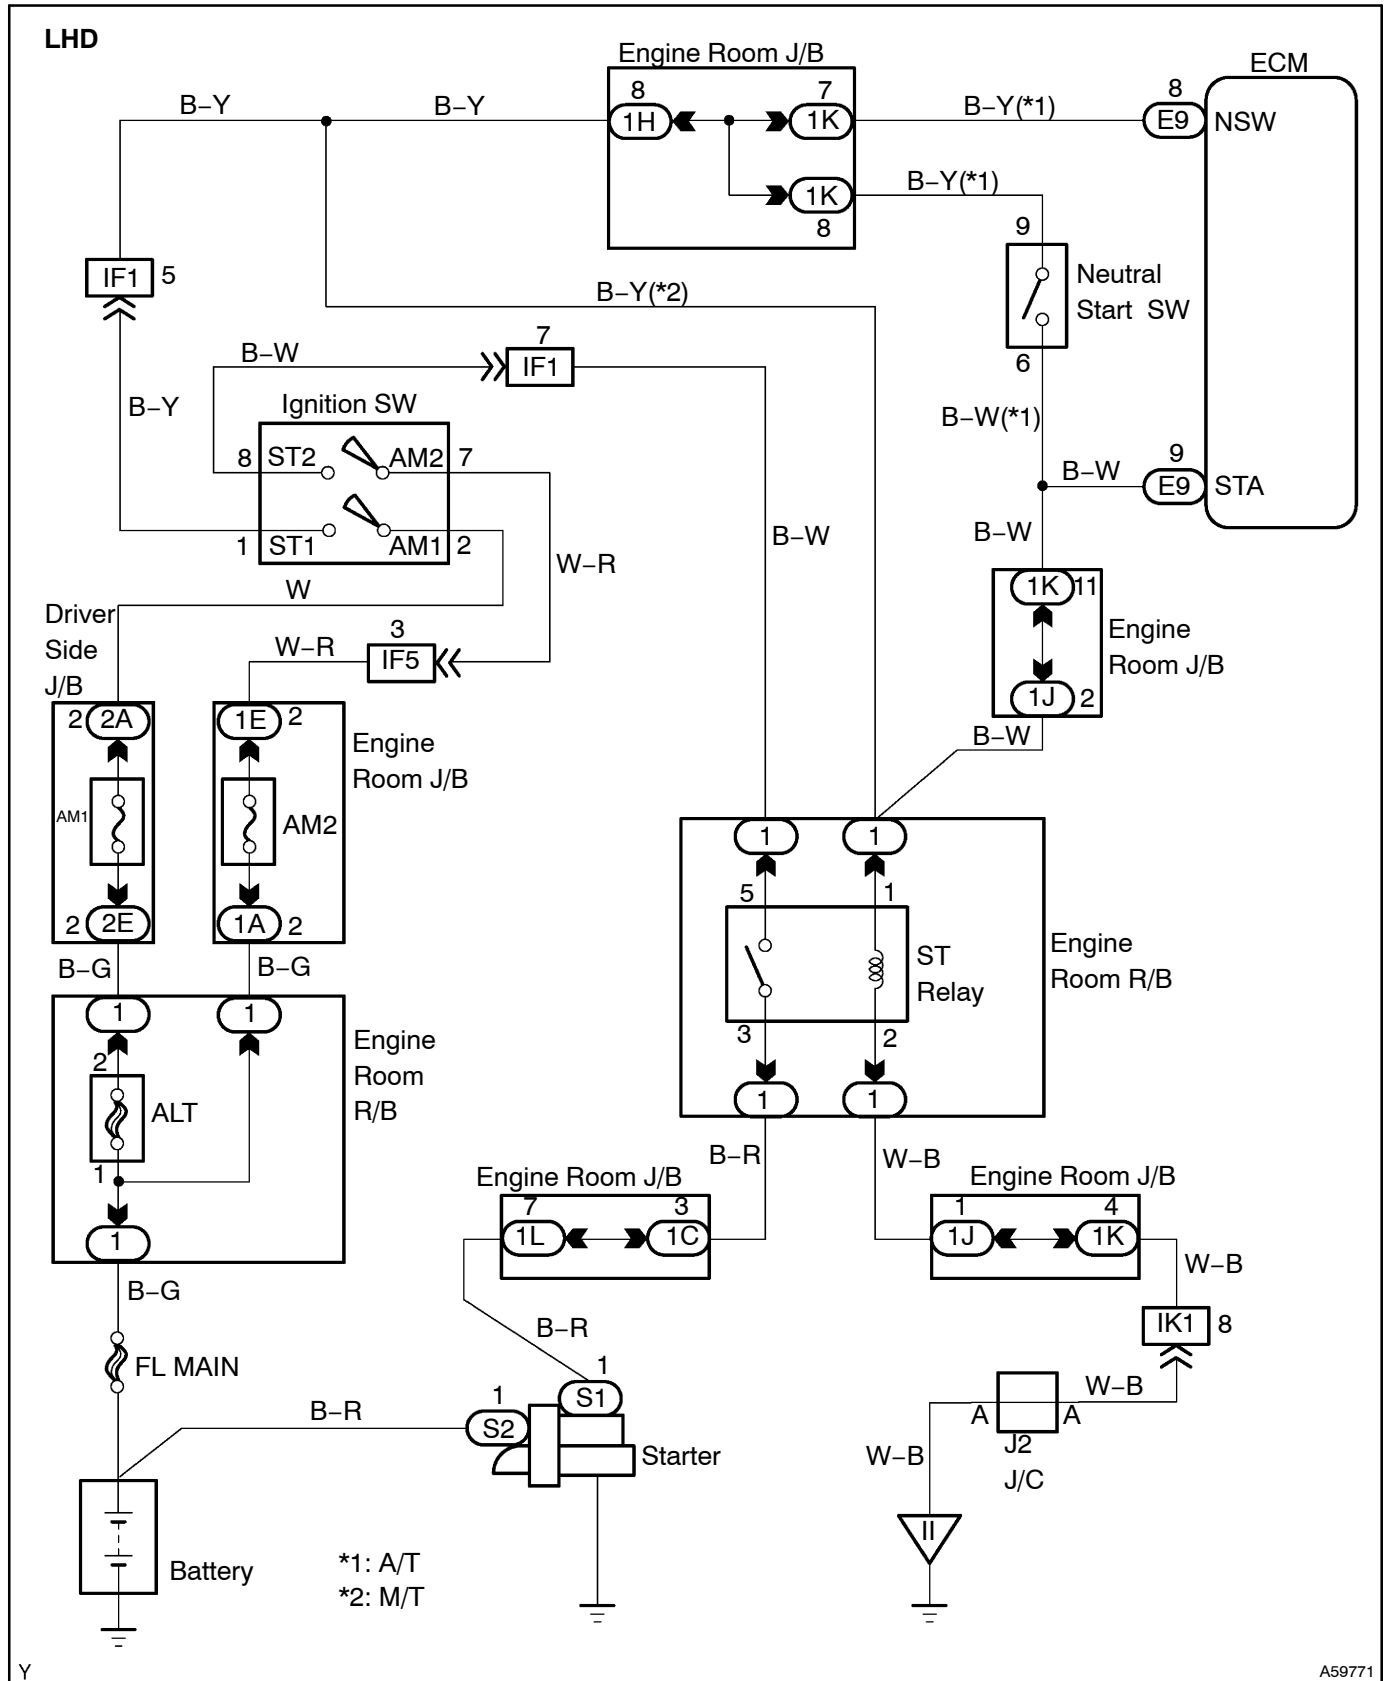 LHD
Engine Room J/B
ECM
B–Y
B–Y
8
1H
7
1K
B–Y(*1)
8
E9
NSW
1K
8
B–Y(*1)
9
Neutral
Start SW
6
IF1
5
B–Y(*2)
7
B–W
IF1
B–Y
Ignition SW
B–W(*1)
8
ST2
AM2
7
9
B–W
E9
STA
1
ST1
AM1
2
B–W
B–W
W–R
W
1K
11
Engine
Room J/B
1J
2
Driver
Side
J/B
3
W–R
IF5
2
2A
1E
2
B–W
Engine
Room J/B
AM1
AM2
1
1
5
1
2
2E
1A
2
ST
Relay
Engine
Room R/B
B–G
B–G
1
1
3
2
Engine
Room
R/B
2
ALT
1
1
1
B–R
W–B
Engine Room J/B
Engine Room J/B
7
3
1
4
1
1L
1C
1J
1K
W–B
B–G
IK1
8
B–R
FL MAIN
1
S1
1
B–R
S2
W–B
A
A
J2
J/C
Starter
W–B
II
Battery
*1: A/T
*2: M/T
Y
A59771